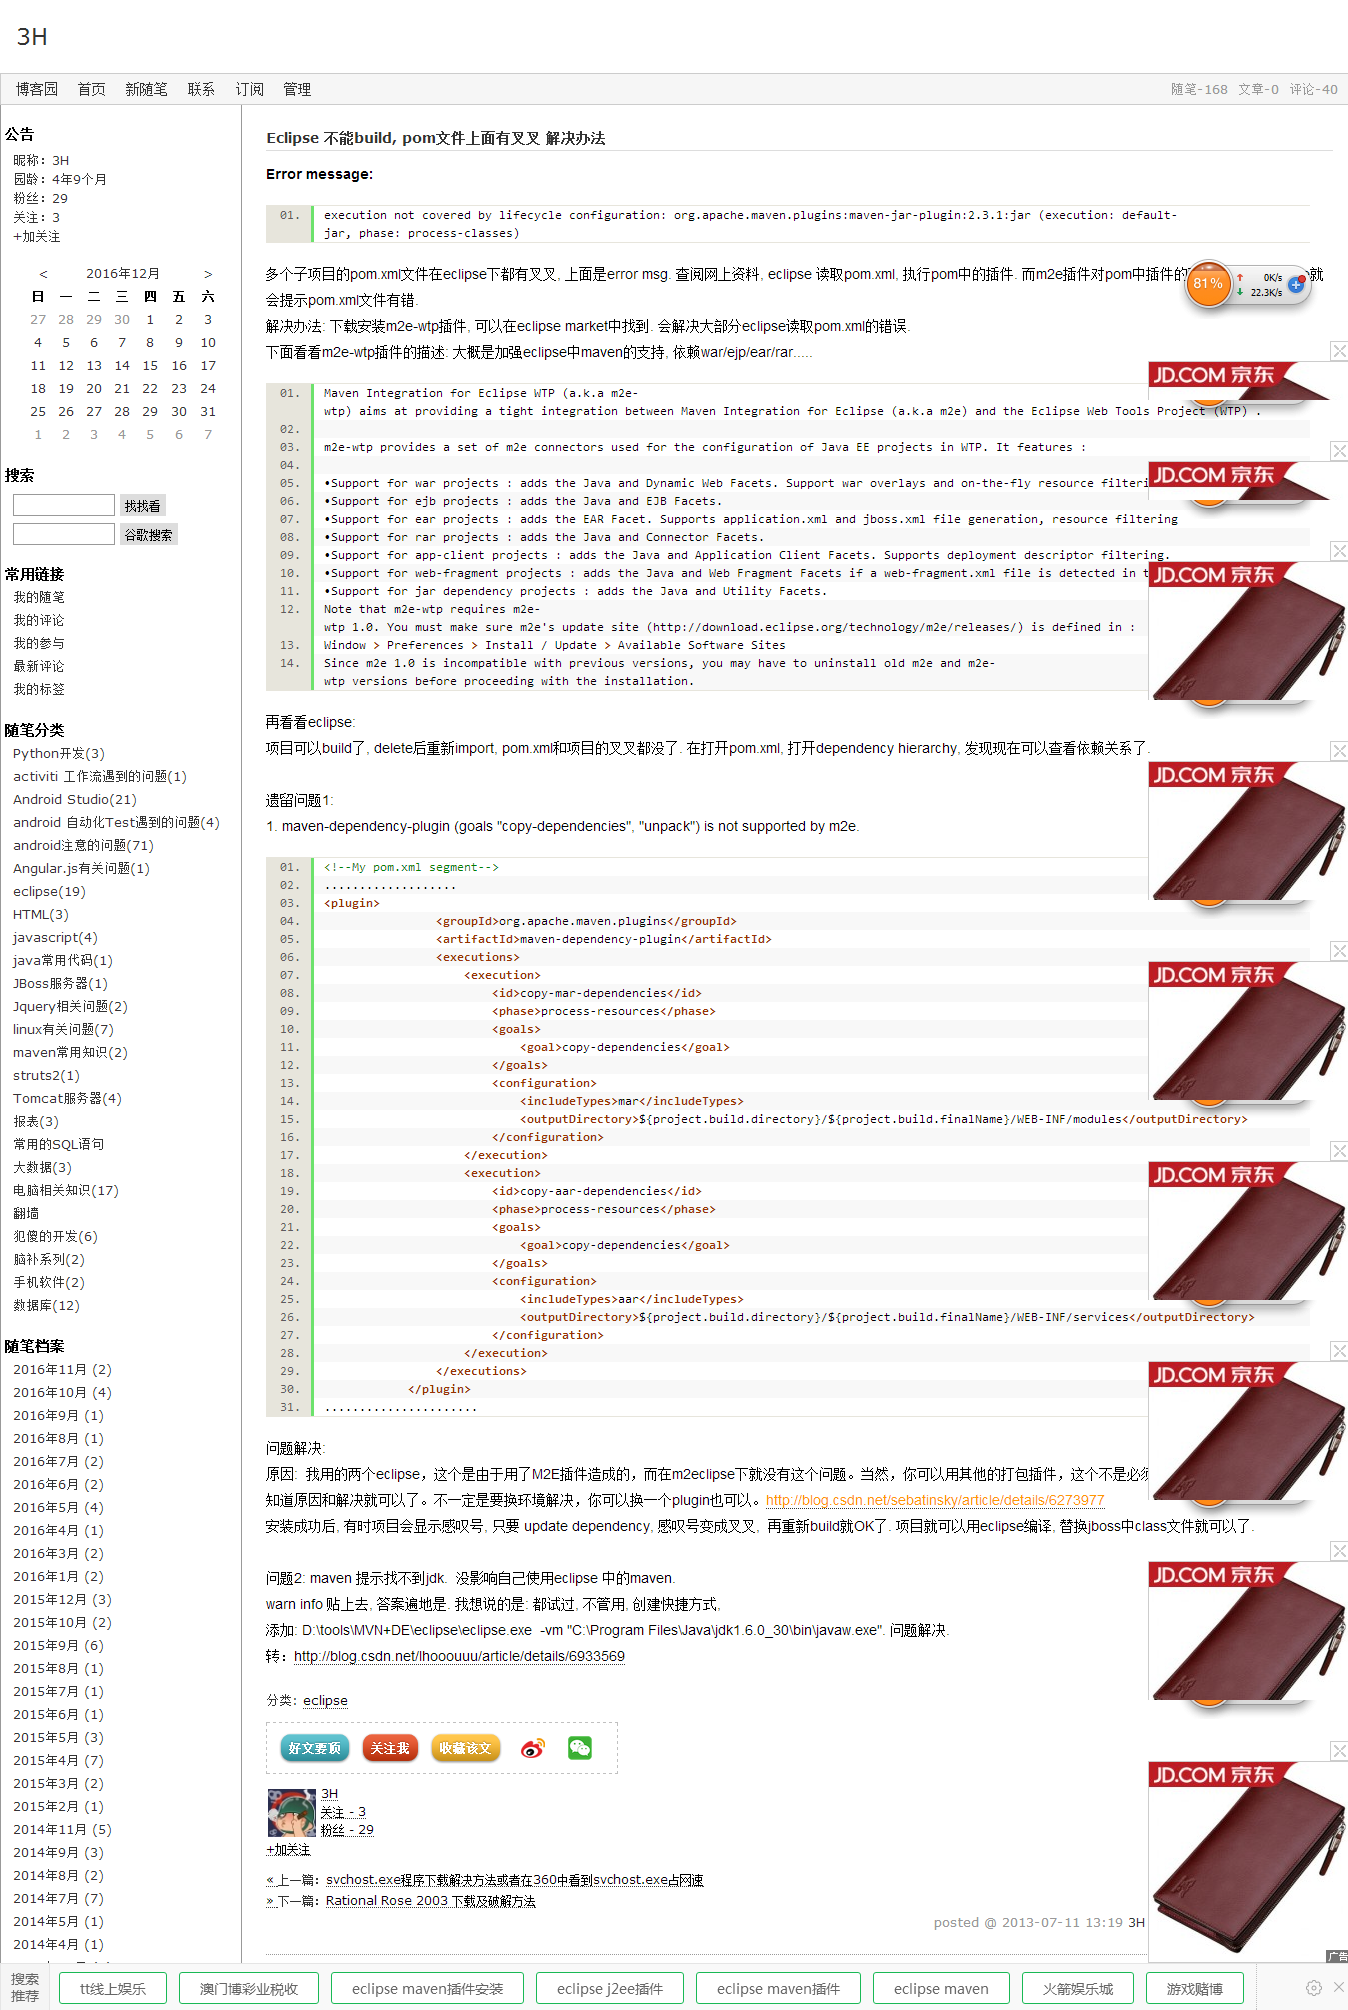 3H
博客园 首页 新随笔 联系 订阅 管理
随笔-168 文章-0 评论-40
公告
昵称：3H
园龄：4年9个月
粉丝：29
关注：3
+加关注
< 2016年12月 >
日 一 二 三 四 五 六
27 28 29 30 1 2 3
4 5 6 7 8 9 10
11 12 13 14 15 16 17
18 19 20 21 22 23 24
25 26 27 28 29 30 31
1 2 3 4 5 6 7
搜索
找找看
谷歌搜索
常用链接
我的随笔
我的评论
我的参与
最新评论
我的标签
随笔分类
Python开发(3)
activiti 工作流遇到的问题(1)
Android Studio(21)
android 自动化Test遇到的问题(4)
android注意的问题(71)
Angular.js有关问题(1)
eclipse(19)
HTML(3)
javascript(4)
java常用代码(1)
JBoss服务器(1)
Jquery相关问题(2)
linux有关问题(7)
maven常用知识(2)
struts2(1)
Tomcat服务器(4)
报表(3)
常用的SQL语句
大数据(3)
电脑相关知识(17)
翻墙
犯傻的开发(6)
脑补系列(2)
手机软件(2)
数据库(12)
随笔档案
2016年11月 (2)
2016年10月 (4)
2016年9月 (1)
2016年8月 (1)
2016年7月 (2)
2016年6月 (2)
2016年5月 (4)
2016年4月 (1)
2016年3月 (2)
2016年1月 (2)
2015年12月 (3)
2015年10月 (2)
2015年9月 (6)
2015年8月 (1)
2015年7月 (1)
2015年6月 (1)
2015年5月 (3)
2015年4月 (7)
2015年3月 (2)
2015年2月 (1)
2014年11月 (5)
2014年9月 (3)
2014年8月 (2)
2014年7月 (7)
2014年5月 (1)
2014年4月 (1)
Eclipse 不能build, pom文件上面有叉叉 解决办法
Error message:
01. execution not covered by lifecycle configuration: org.apache.maven.plugins:maven-jar-plugin:2.3.1:jar (execution: default-
jar, phase: process-classes)
多个子项目的pom.xml文件在eclipse下都有叉叉, 上面是error msg. 查阅网上资料, eclipse 读取pom.xml, 执行pom中的插件. 而m2e插件对pom中插件的 就
会提示pom.xml文件有错.
解决办法: 下载安装m2e-wtp插件, 可以在eclipse market中找到. 会解决大部分eclipse读取pom.xml的错误.
下面看看m2e-wtp插件的描述: 大概是加强eclipse中maven的支持, 依赖war/ejp/ear/rar.....
01. Maven Integration for Eclipse WTP (a.k.a m2e-
wtp) aims at providing a tight integration between Maven Integration for Eclipse (a.k.a m2e) and the Eclipse Web Tools Project (WTP) .
02.
03. m2e-wtp provides a set of m2e connectors used for the configuration of Java EE projects in WTP. It features :
04.
05. •Support for war projects : adds the Java and Dynamic Web Facets. Support war overlays and on-the-fly resource filteri
06. •Support for ejb projects : adds the Java and EJB Facets.
07. •Support for ear projects : adds the EAR Facet. Supports application.xml and jboss.xml file generation, resource filtering
08. •Support for rar projects : adds the Java and Connector Facets.
09. •Support for app-client projects : adds the Java and Application Client Facets. Supports deployment descriptor filtering.
10. •Support for web-fragment projects : adds the Java and Web Fragment Facets if a web-fragment.xml file is detected in t
11. •Support for jar dependency projects : adds the Java and Utility Facets.
12. Note that m2e-wtp requires m2e-
wtp 1.0. You must make sure m2e's update site (http://download.eclipse.org/technology/m2e/releases/) is defined in :
13. Window > Preferences > Install / Update > Available Software Sites
14. Since m2e 1.0 is incompatible with previous versions, you may have to uninstall old m2e and m2e-
wtp versions before proceeding with the installation.
再看看eclipse:
项目可以build了, delete后重新import, pom.xml和项目的叉叉都没了. 在打开pom.xml, 打开dependency hierarchy, 发现现在可以查看依赖关系了.
遗留问题1:
1. maven-dependency-plugin (goals "copy-dependencies", "unpack") is not supported by m2e.
01. <!--My pom.xml segment-->
02. ...................
03. <plugin>
04. <groupId>org.apache.maven.plugins</groupId>
05. <artifactId>maven-dependency-plugin</artifactId>
06. <executions>
07. <execution>
08. <id>copy-mar-dependencies</id>
09. <phase>process-resources</phase>
10. <goals>
11. <goal>copy-dependencies</goal>
12. </goals>
13. <configuration>
14. <includeTypes>mar</includeTypes>
15. <outputDirectory>${project.build.directory}/${project.build.finalName}/WEB-INF/modules</outputDirectory>
16. </configuration>
17. </execution>
18. <execution>
19. <id>copy-aar-dependencies</id>
20. <phase>process-resources</phase>
21. <goals>
22. <goal>copy-dependencies</goal>
23. </goals>
24. <configuration>
25. <includeTypes>aar</includeTypes>
26. <outputDirectory>${project.build.directory}/${project.build.finalName}/WEB-INF/services</outputDirectory>
27. </configuration>
28. </execution>
29. </executions>
30. </plugin>
31. ......................
问题解决:
原因: 我用的两个eclipse，这个是由于用了M2E插件造成的，而在m2eclipse下就没有这个问题。当然，你可以用其他的打包插件，这个不是必须
知道原因和解决就可以了。不一定是要换环境解决，你可以换一个plugin也可以。http://blog.csdn.net/sebatinsky/article/details/6273977
安装成功后, 有时项目会显示感叹号, 只要 update dependency, 感叹号变成叉叉, 再重新build就OK了. 项目就可以用eclipse编译, 替换jboss中class文件就可以了.
问题2: maven 提示找不到jdk. 没影响自己使用eclipse 中的maven.
warn info 贴上去, 答案遍地是. 我想说的是: 都试过, 不管用, 创建快捷方式,
添加: D:\tools\MVN+DE\eclipse\eclipse.exe -vm "C:\Program Files\Java\jdk1.6.0_30\bin\javaw.exe". 问题解决.
转：http://blog.csdn.net/lhooouuu/article/details/6933569
分类: eclipse
好文要顶 关注我 收藏该文
3H
关注 - 3
粉丝 - 29
+加关注
« 上一篇：svchost.exe程序下载解决方法或者在360中看到svchost.exe占网速
» 下一篇：Rational Rose 2003 下载及破解方法
posted @ 2013-07-11 13:19 3H
81%
0K/s
22.3K/s
JD.COM 京东
JD.COM 京东
JD.COM 京东
JD.COM 京东
JD.COM 京东
JD.COM 京东
JD.COM 京东
JD.COM 京东
JD.COM 京东
广告
搜索
推荐
tt线上娱乐 澳门博彩业税收 eclipse maven插件安装 eclipse j2ee插件 eclipse maven插件 eclipse maven 火箭娱乐城 游戏赌博